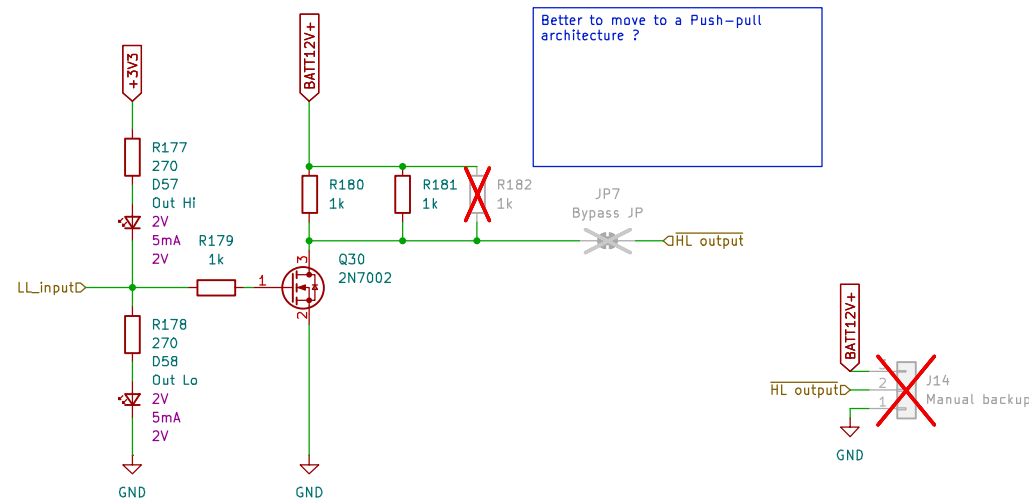 Better to move to a Push-pull
architecture ?
+3V3
BATT12V+
R177
270
D57
Out Hi
2V
5mA
2V
R180
1k
R181
1k
R182
1k
JP7
Bypass JP
HL output
R179
1k
Q30
2N7002
3
1
2
LL_input
R178
270
D58
Out Lo
2V
5mA
2V
GND
GND
BATT12V+
3
2
1
J14
Manual backup
HL output
GND